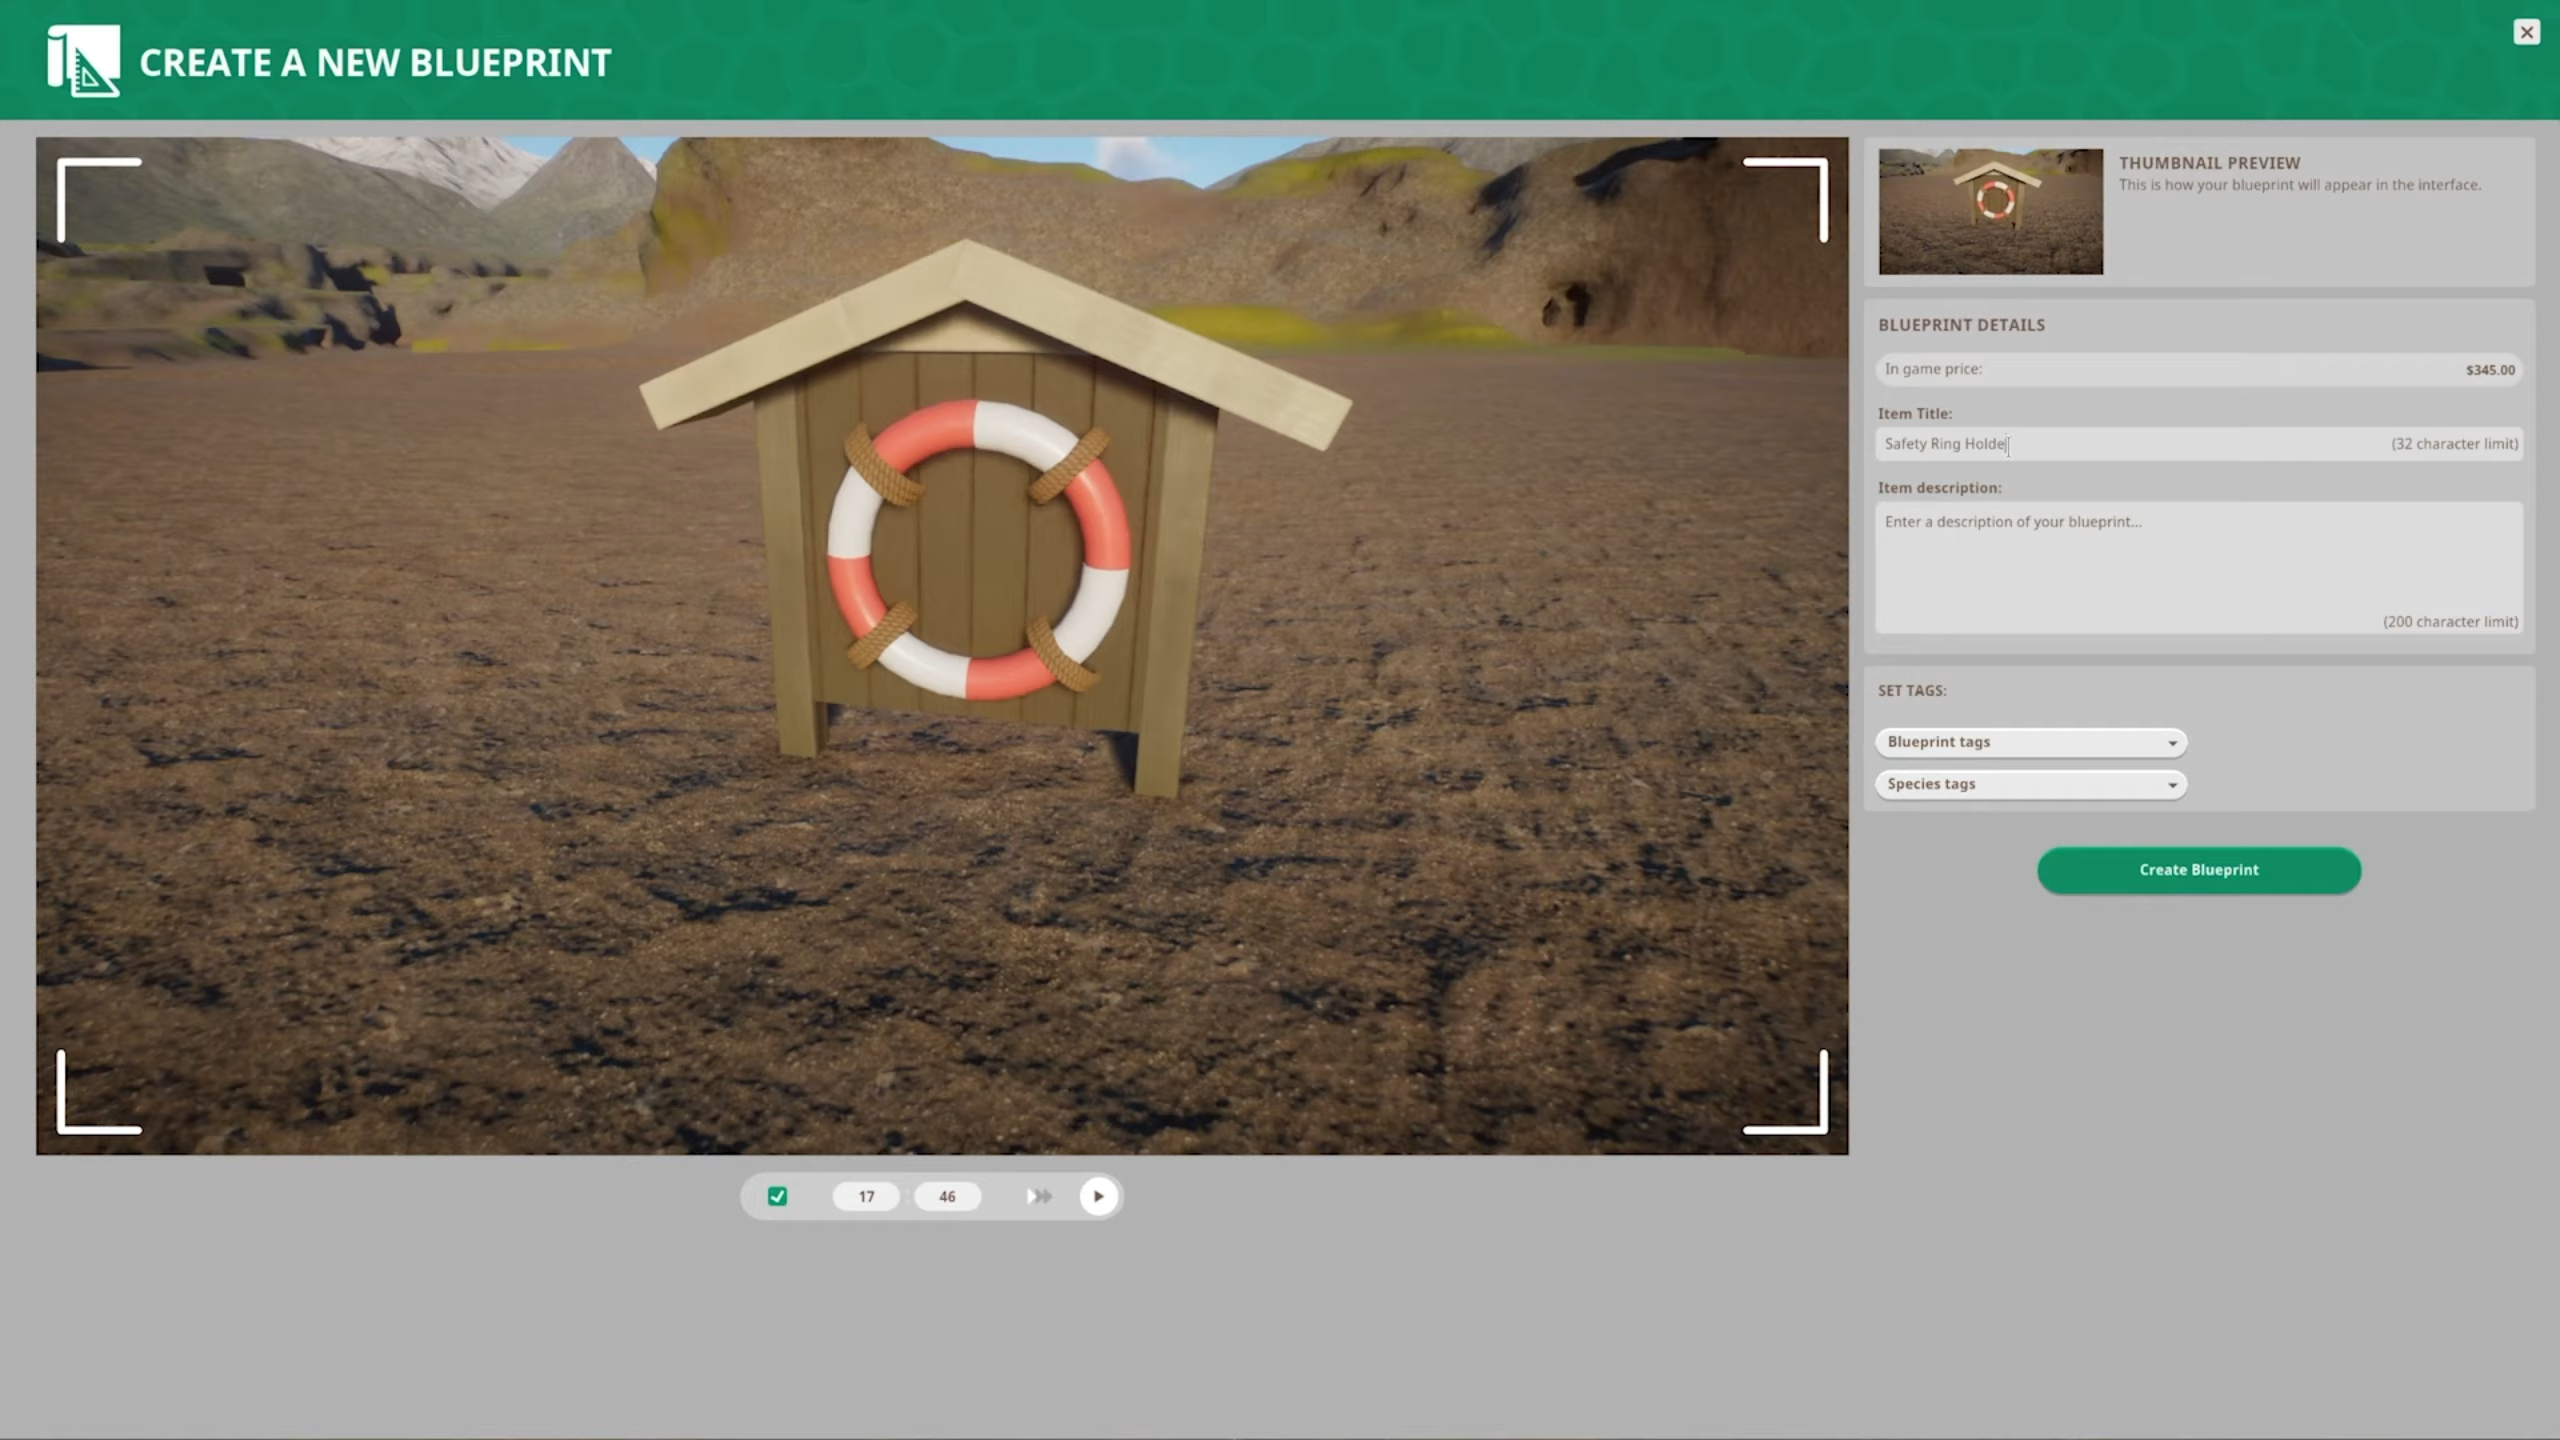 CREATE A NEW BLUEPRINT
THUMBNAIL PREVIEW
This is how your blueprint will appear in the interface.
BLUEPRINT DETAILS
In game price: $345.00
Item Title:
Safety Ring Holde (32 character limit)
Item description:
Enter a description of your blueprint...
(200 character limit)
SET TAGS:
Blueprint tags
Species tags
Create Blueprint
17 : 46